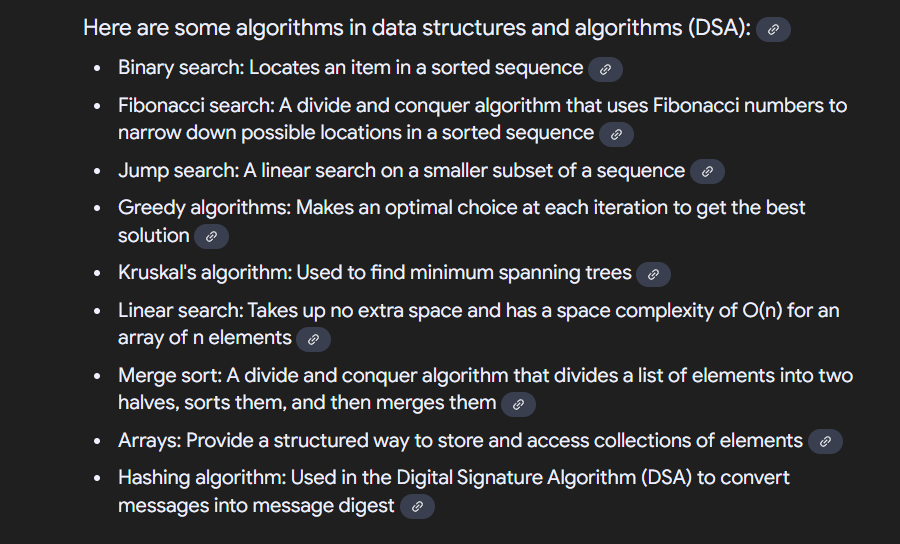 Here are some algorithms in data structures and algorithms (DSA):
• Binary search: Locates an item in a sorted sequence
• Fibonacci search: A divide and conquer algorithm that uses Fibonacci numbers to
narrow down possible locations in a sorted sequence
• Jump search: A linear search on a smaller subset of a sequence
• Greedy algorithms: Makes an optimal choice at each iteration to get the best
solution
• Kruskal's algorithm: Used to find minimum spanning trees
• Linear search: Takes up no extra space and has a space complexity of O(n) for an
array of n elements
• Merge sort: A divide and conquer algorithm that divides a list of elements into two
halves, sorts them, and then merges them
• Arrays: Provide a structured way to store and access collections of elements
• Hashing algorithm: Used in the Digital Signature Algorithm (DSA) to convert
messages into message digest